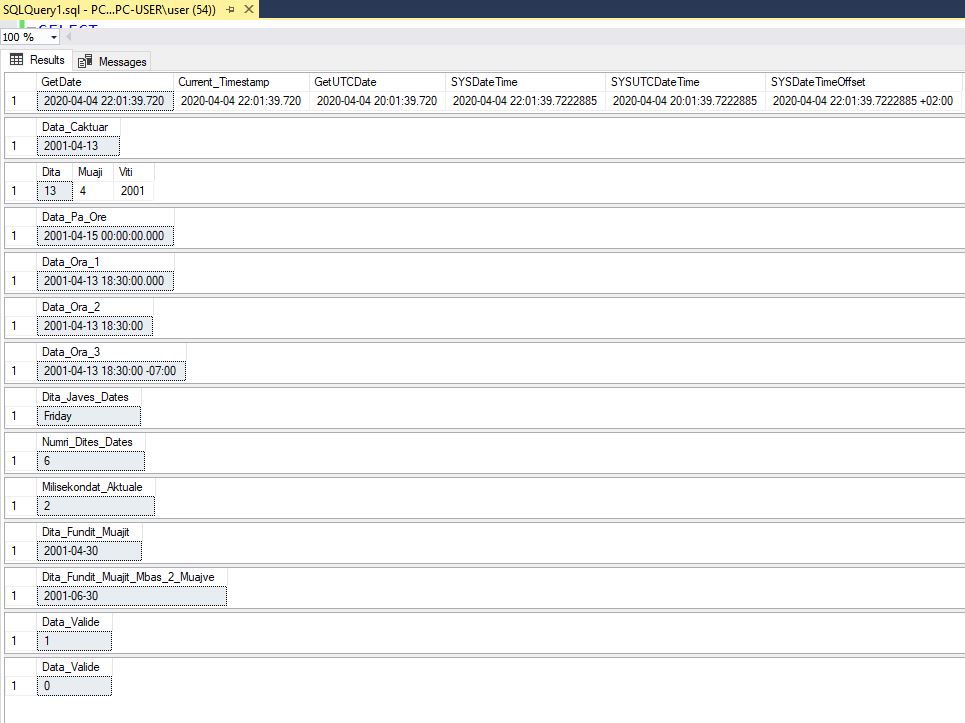 SQLQuery1.sql - PC...PC-USER\user (54))
SELECT
100 %
Results Messages
GetDate Current_Timestamp GetUTCDate SYSDateTime SYSUTCDateTime SYSDateTimeOffset
1 2020-04-04 22:01:39.720 2020-04-04 22:01:39.720 2020-04-04 20:01:39.720 2020-04-04 22:01:39.7222885 2020-04-04 20:01:39.7222885 2020-04-04 22:01:39.7222885 +02:00
Data_Caktuar
1 2001-04-13
Dita Muaji Viti
1 13 4 2001
Data_Pa_Ore
1 2001-04-15 00:00:00.000
Data_Ora_1
1 2001-04-13 18:30:00.000
Data_Ora_2
1 2001-04-13 18:30:00
Data_Ora_3
1 2001-04-13 18:30:00 -07:00
Dita_Javes_Dates
1 Friday
Numri_Dites_Dates
1 6
Milisekondat_Aktuale
1 2
Dita_Fundit_Muajit
1 2001-04-30
Dita_Fundit_Muajit_Mbas_2_Muajve
1 2001-06-30
Data_Valide
1 1
Data_Valide
1 0